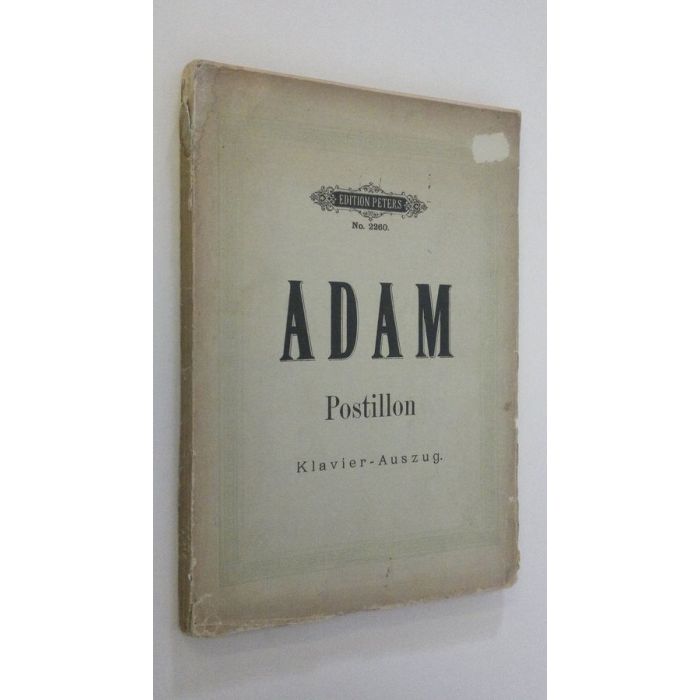 EDITION PETERS
No. 2260.
ADAM
Postillon
Klavier-Auszug.